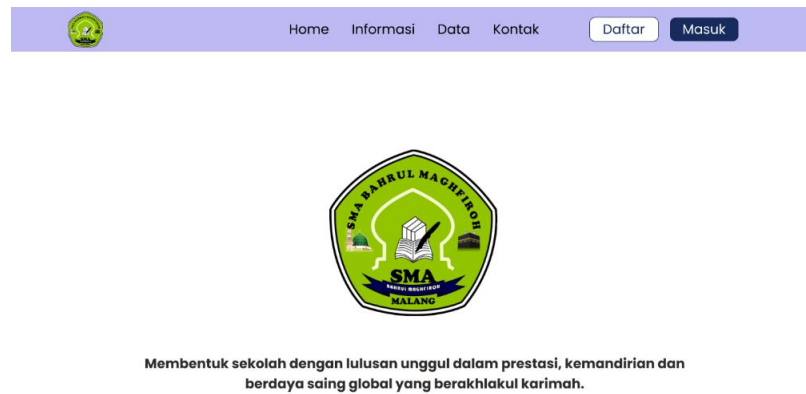 Home Informasi Data Kontak Daftar Masuk
SMA BAHRUL MAGHFIROH
SMA
BAHRUL MAGHFIROH
MALANG
Membentuk sekolah dengan lulusan unggul dalam prestasi, kemandirian dan
berdaya saing global yang berakhlakul karimah.